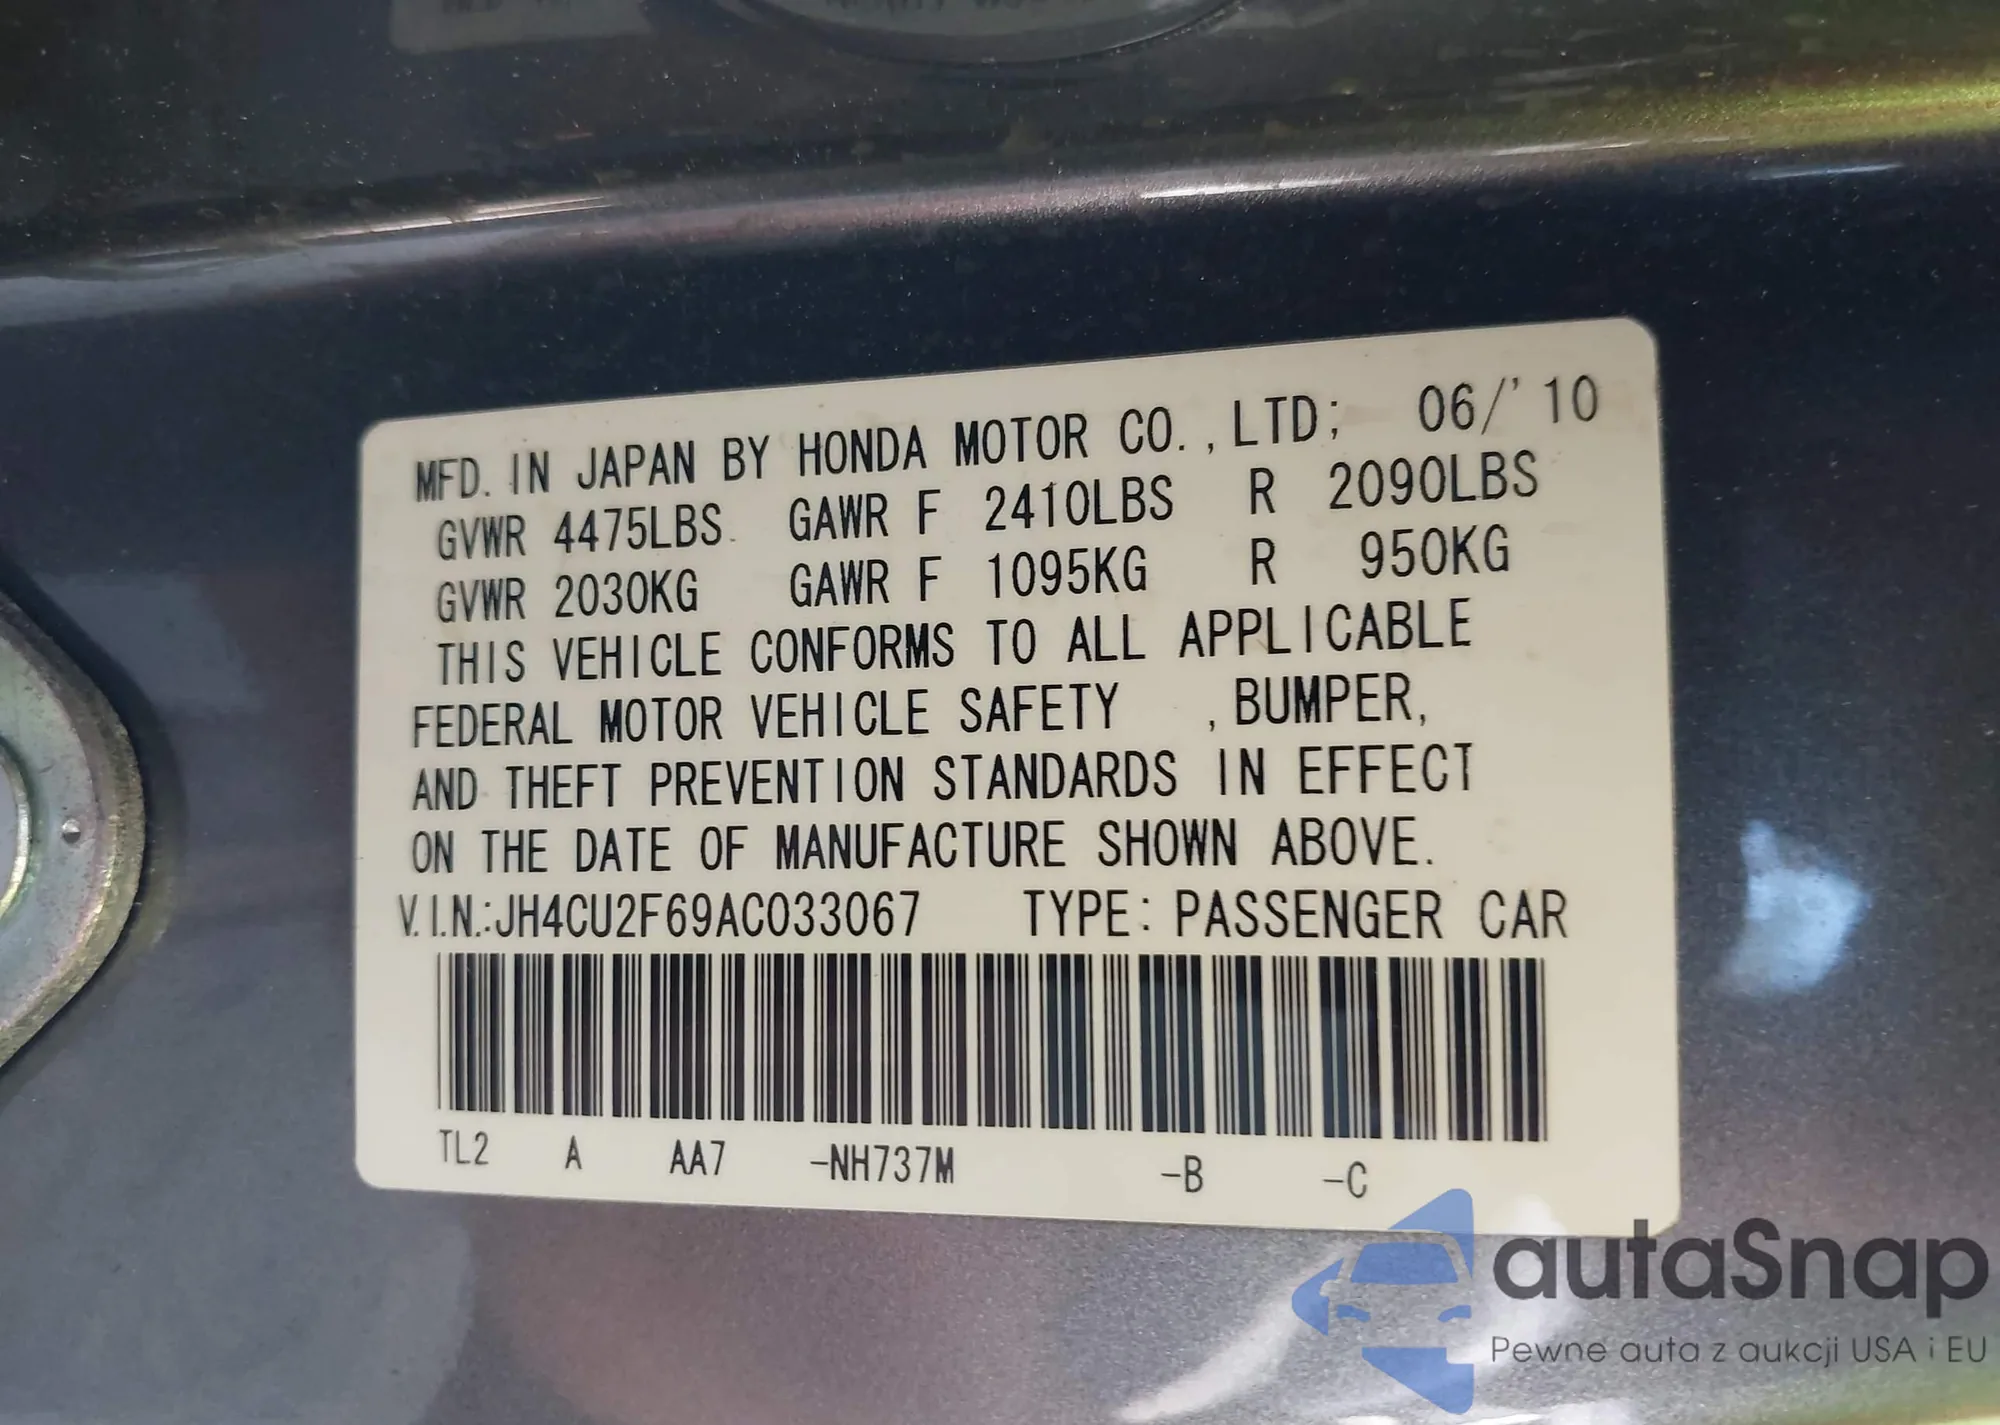 MFD. IN JAPAN BY HONDA MOTOR CO., LTD; 06/'10
GVWR 4475LBS GAWR F 2410LBS R 2090LBS
GVWR 2030KG GAWR F 1095KG R 950KG
THIS VEHICLE CONFORMS TO ALL APPLICABLE
FEDERAL MOTOR VEHICLE SAFETY , BUMPER,
AND THEFT PREVENTION STANDARDS IN EFFECT
ON THE DATE OF MANUFACTURE SHOWN ABOVE.
V.I.N.:JH4CU2F69AC033067 TYPE: PASSENGER CAR
TL2 A AA7 -NH737M -B -C
autaSnap
Pewne auta z aukcji USA i EU